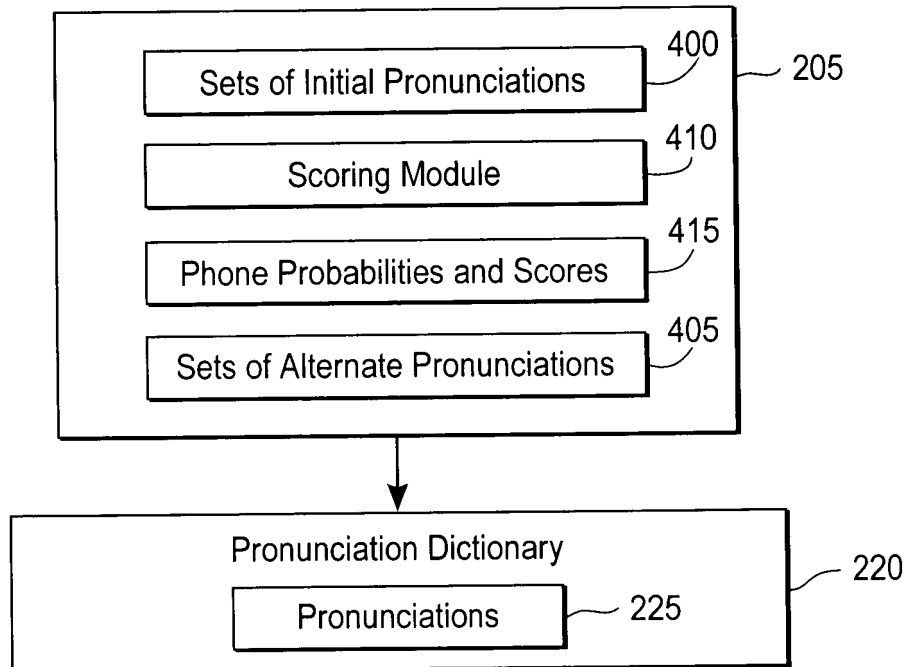 400
205
Sets of Initial Pronunciations
410
Scoring Module
415
Phone Probabilities and Scores
405
Sets of Alternate Pronunciations
Pronunciation Dictionary
220
Pronunciations
225